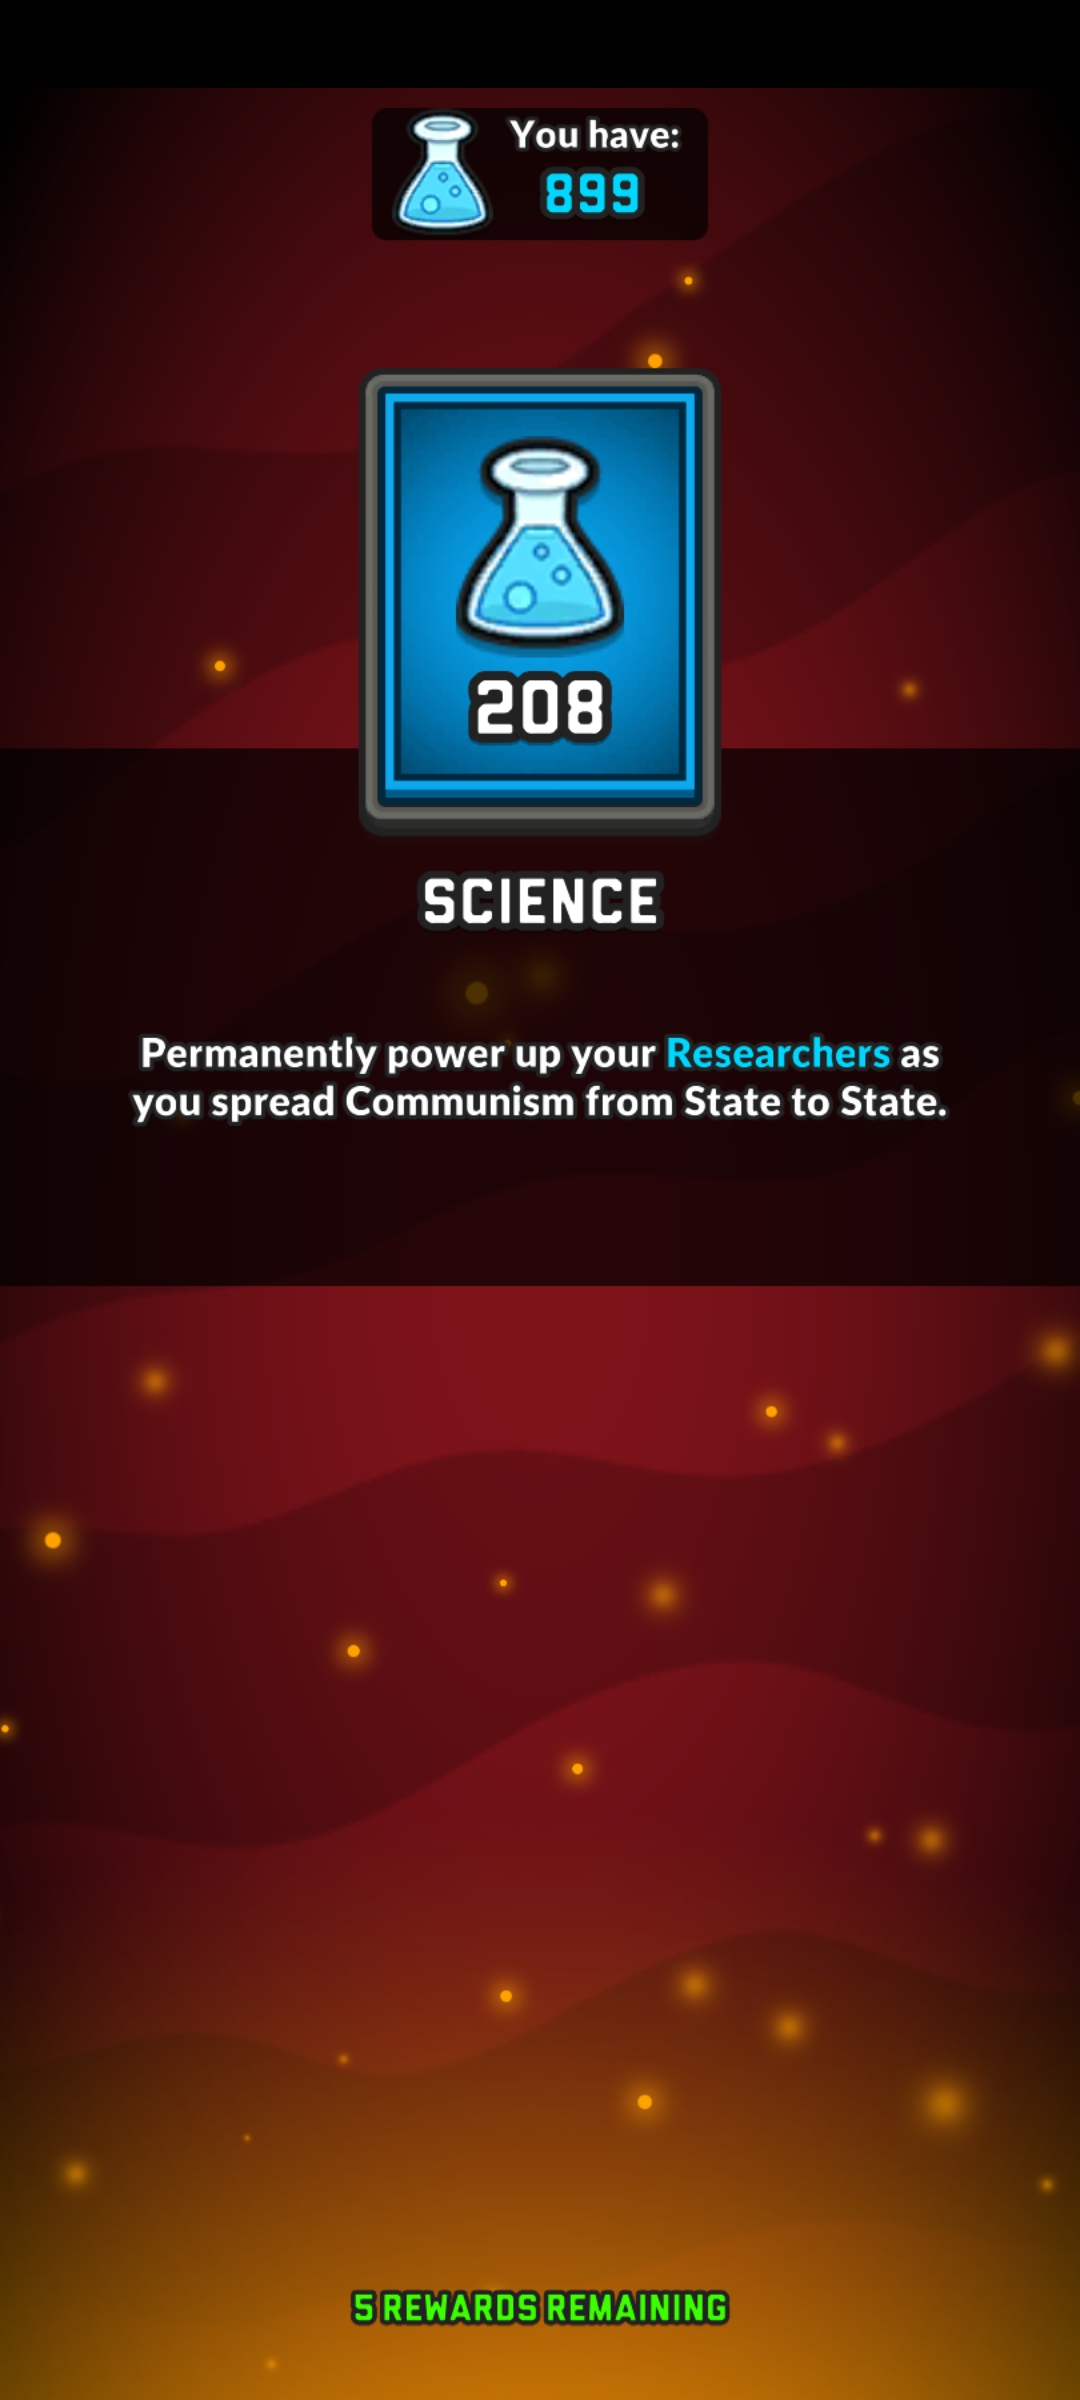 You have:
899
208
SCIENCE
Permanently power up your Researchers as
you spread Communism from State to State.
5 REWARDS REMAINING